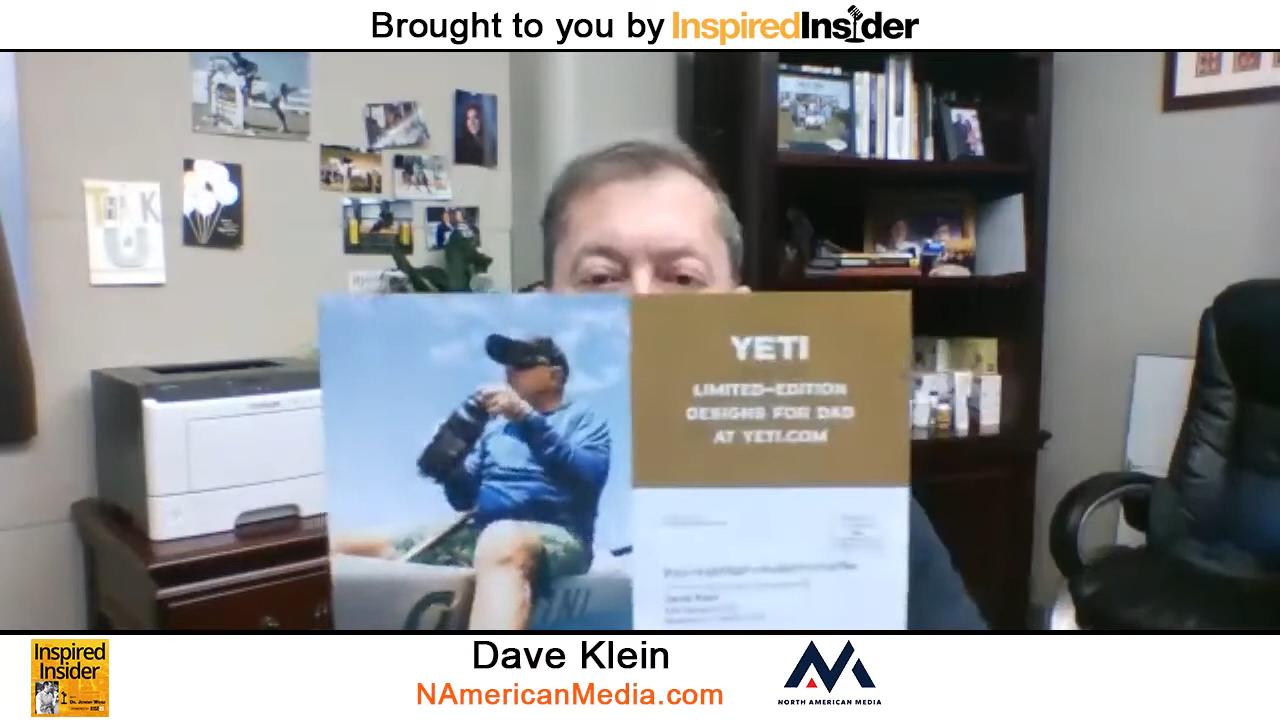 Brought to you by InspiredInsider
THANK
U
YETI
LIMITED-EDITION
DESIGNS FOR DAD
AT YETI.COM
Inspired
Insider
Dave Klein
NAmericanMedia.com
NORTH AMERICAN MEDIA